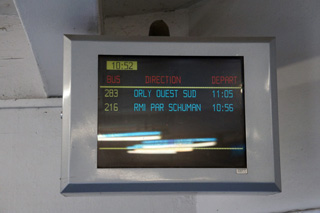 10:52
BUS DIRECTION DEPART
283 ORLY OUEST SUD 11:05
216 RMI PAR SCHUMAN 10:56